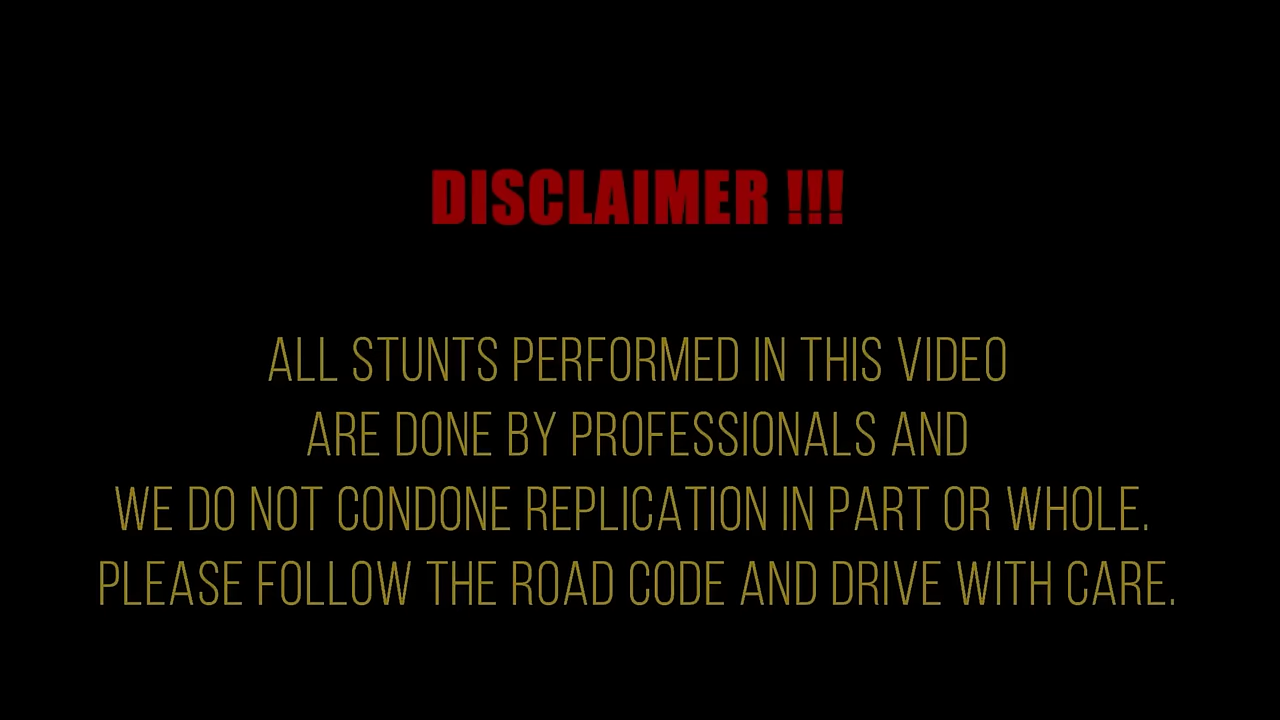 DISCLAIMER !!!
ALL STUNTS PERFORMED IN THIS VIDEO
ARE DONE BY PROFESSIONALS AND
WE DO NOT CONDONE REPLICATION IN PART OR WHOLE.
PLEASE FOLLOW THE ROAD CODE AND DRIVE WITH CARE.